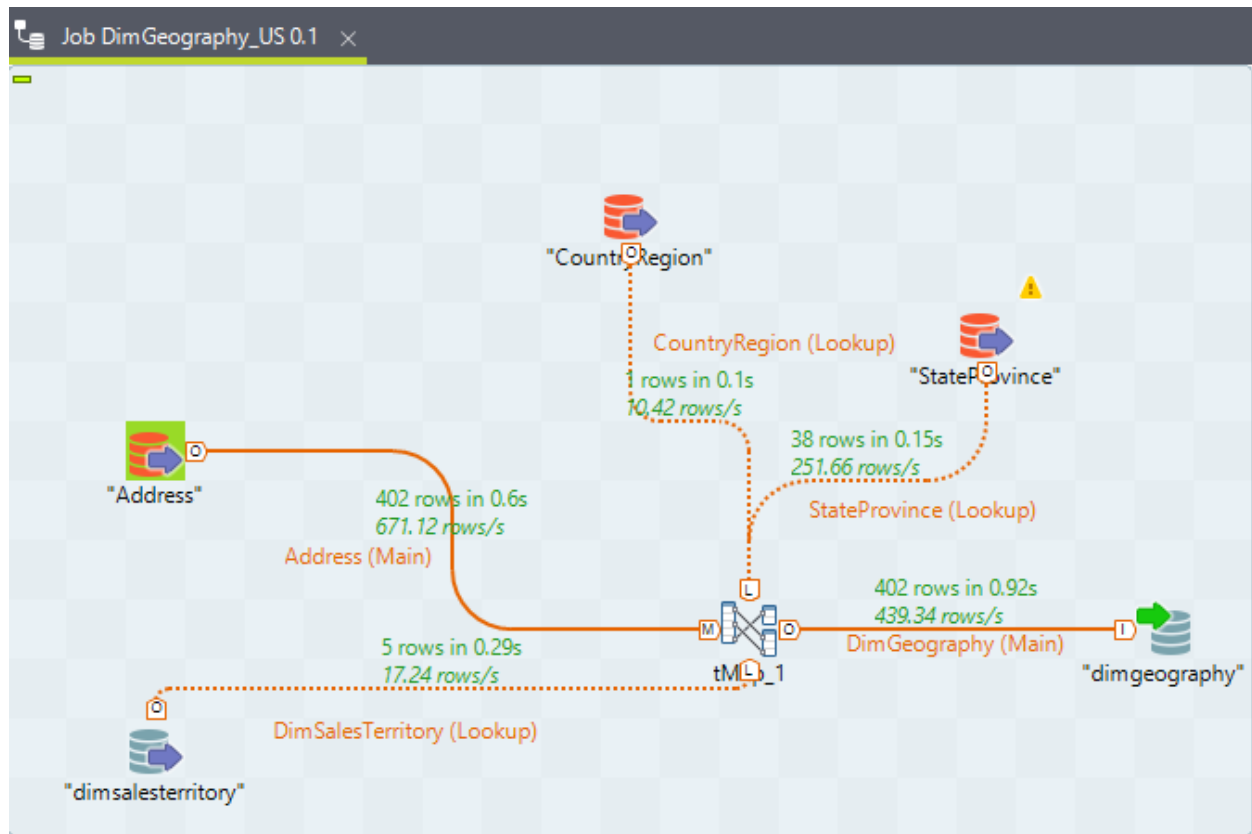 Job DimGeography_US 0.1
"CountryRegion"
CountryRegion (Lookup)
1 rows in 0.1s
10,42 rows/s
"StateProvince"
38 rows in 0.15s
251.66 rows/s
StateProvince (Lookup)
"Address"
402 rows in 0.6s
671.12 rows/s
Address (Main)
L
402 rows in 0.92s
439.34 rows/s
DimGeography (Main)
M
O
I
5 rows in 0.29s
17.24 rows/s
tMap_1
L
"dimgeography"
O
O
O
O
DimSalesTerritory (Lookup)
"dimsalesterritory"